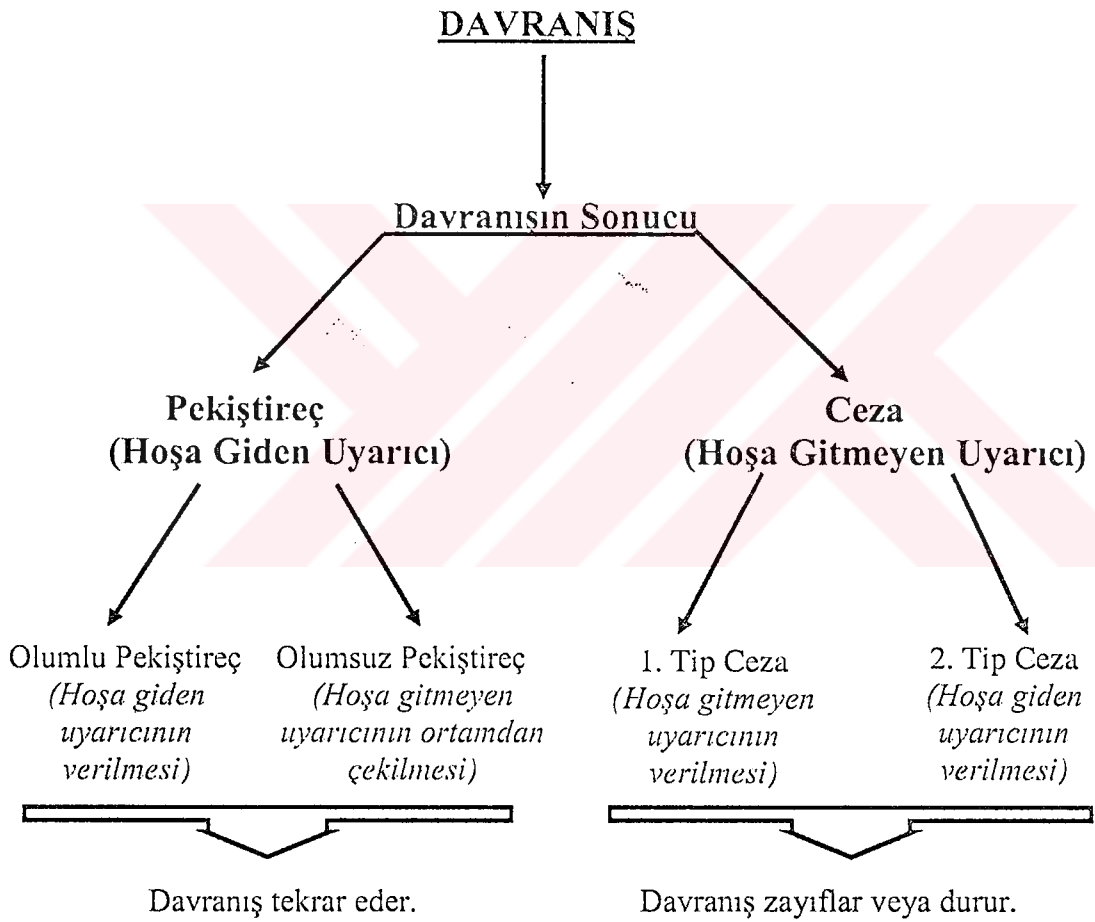 DAVRANIŞ
Davranışın Sonucu
Pekiştireç
(Hoşa Giden Uyarıcı)
Ceza
(Hoşa Gitmeyen Uyarıcı)
Olumlu Pekiştireç
(Hoşa giden
uyarıcının
verilmesi)
Olumsuz Pekiştireç
(Hoşa gitmeyen
uyarıcının ortamdan
çekilmesi)
1. Tip Ceza
(Hoşa gitmeyen
uyarıcının
verilmesi)
2. Tip Ceza
(Hoşa giden
uyarıcının
verilmesi)
Davranış tekrar eder.
Davranış zayıflar veya durur.